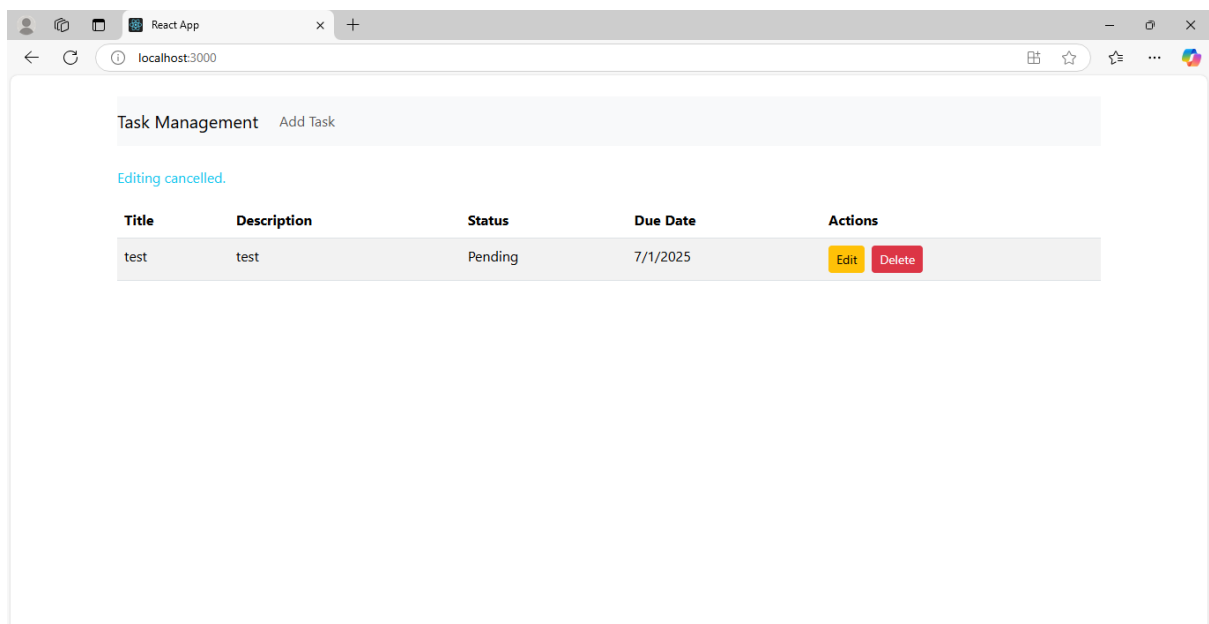 React App
localhost:3000
Task Management Add Task
Editing cancelled.
Title Description Status Due Date Actions
test test Pending 7/1/2025 Edit Delete